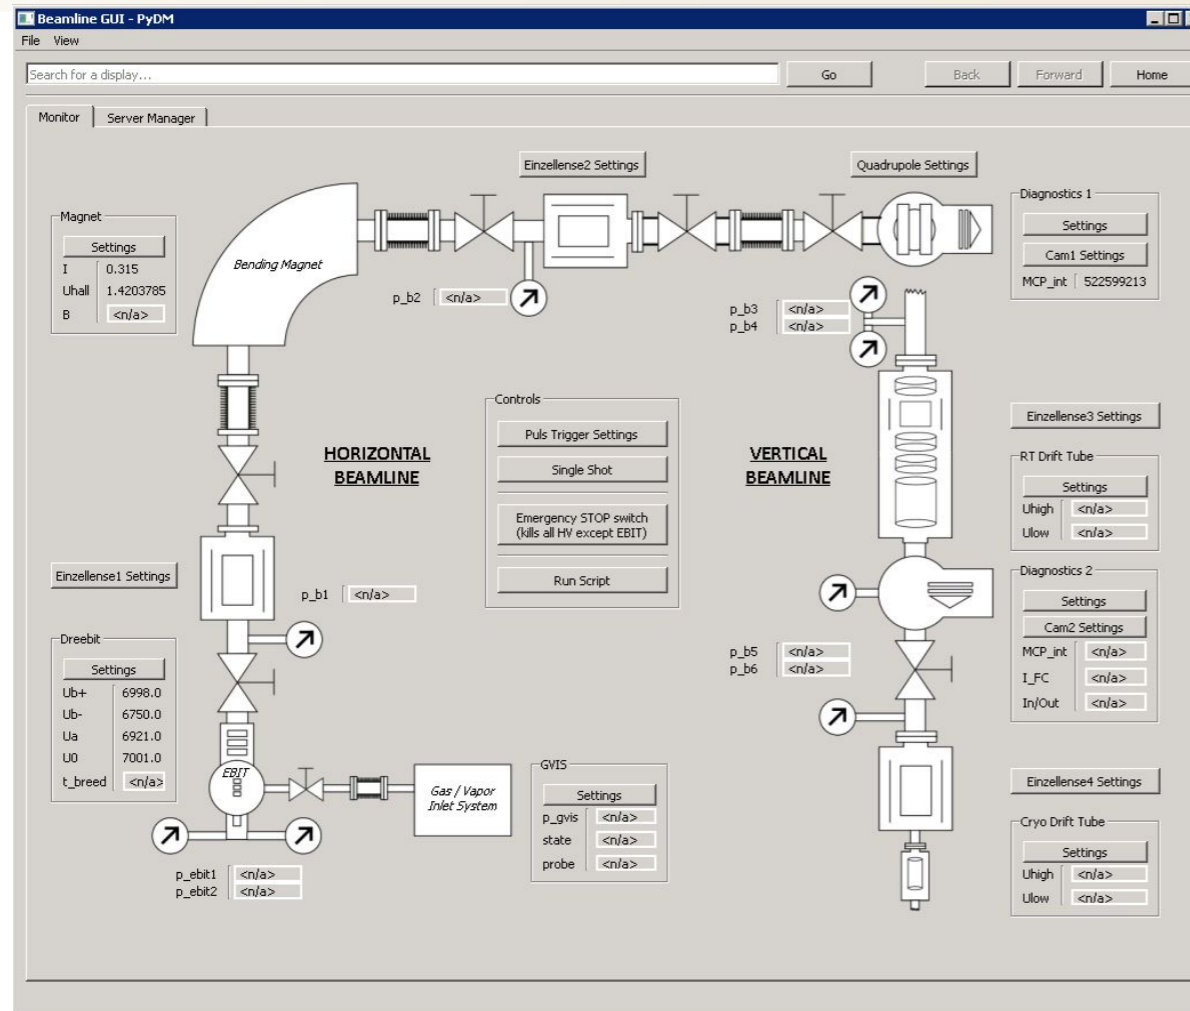 Beamline GUI - PyDM
File View
Search for a display...
Go
Back
Forward
Home
Monitor
Server Manager
Einzellense2 Settings
Quadrupole Settings
Magnet
Settings
I 0.315
Uhall 1.4203785
B <n/a>
Bending Magnet
p_b2 <n/a>
Diagnostics 1
Settings
Cam1 Settings
MCP_int 522599213
p_b3 <n/a>
p_b4 <n/a>
HORIZONTAL
BEAMLINE
Controls
Puls Trigger Settings
Single Shot
Emergency STOP switch
(kills all HV except EBIT)
Run Script
VERTICAL
BEAMLINE
Einzellense3 Settings
RT Drift Tube
Settings
Uhigh <n/a>
Ulow <n/a>
Einzellense1 Settings
p_b1 <n/a>
Diagnostics 2
Settings
Cam2 Settings
MCP_int <n/a>
I_FC <n/a>
In/Out <n/a>
p_b5 <n/a>
p_b6 <n/a>
Dreebit
Settings
Ub+ 6998.0
Ub- 6750.0
Ua 6921.0
U0 7001.0
t_breed <n/a>
EBIT
Gas / Vapor
Inlet System
GVIS
Settings
p_gvis <n/a>
state <n/a>
probe <n/a>
p_ebit1 <n/a>
p_ebit2 <n/a>
Einzellense4 Settings
Cryo Drift Tube
Settings
Uhigh <n/a>
Ulow <n/a>